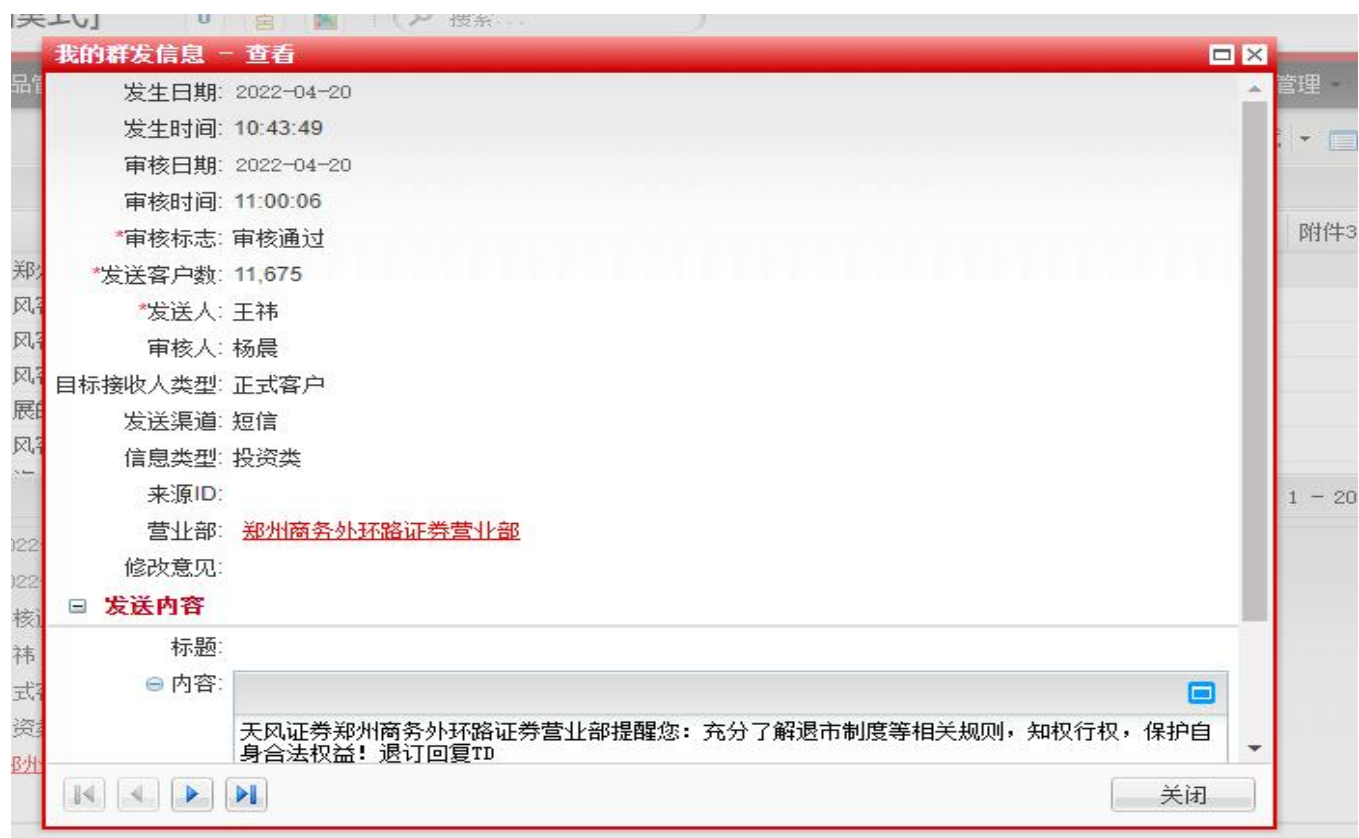 搜索...
我的群发信息 - 查看
管理
发生日期: 2022-04-20
发生时间: 10:43:49
审核日期: 2022-04-20
审核时间: 11:00:06
*审核标志: 审核通过
附件3
*发送客户数: 11,675
*发送人: 王祎
审核人: 杨晨
目标接收人类型: 正式客户
发送渠道: 短信
信息类型: 投资类
来源ID:
1 - 20
营业部: 郑州商务外环路证券营业部
修改意见:
发送内容
标题:
内容:
天风证券郑州商务外环路证券营业部提醒您：充分了解退市制度等相关规则，知权行权，保护自
身合法权益！退订回复TD
关闭